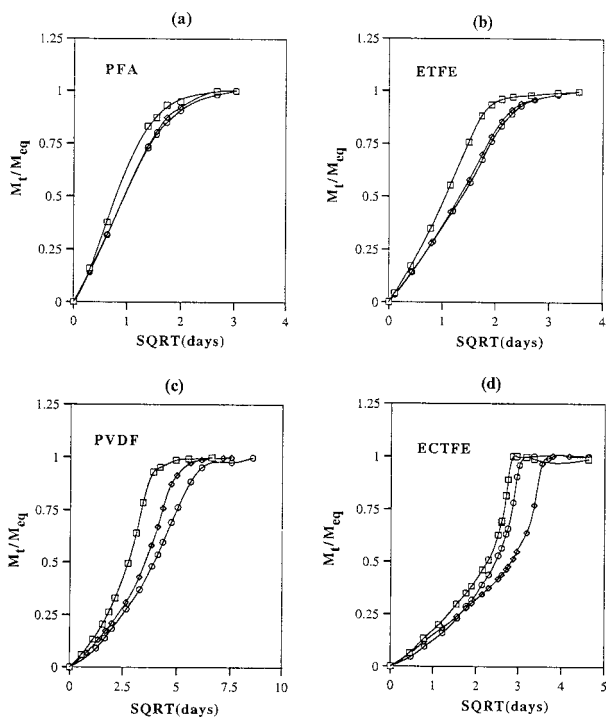 (a)
PFA
1.25
1
0.75
0.5
0.25
0
Mt/Meq
0 1 2 3 4
SQRT(days)
(b)
ETFE
1.25
1
0.75
0.5
0.25
0
Mt/Meq
0 1 2 3 4
SQRT(days)
(c)
PVDF
1.25
1
0.75
0.5
0.25
0
Mt/Meq
0 2.5 5 7.5 10
SQRT(days)
(d)
ECTFE
1.25
1
0.75
0.5
0.25
0
Mt/Meq
0 1 2 3 4 5
SQRT(days)